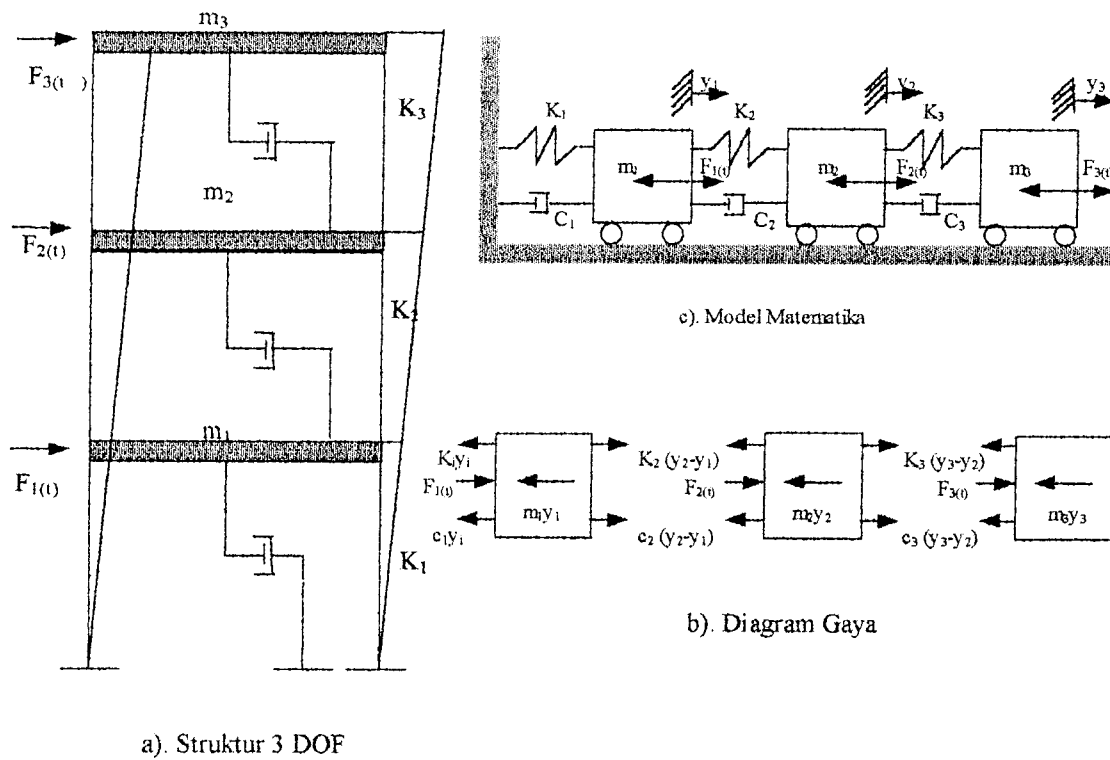 m₃
F₃₍t ₎
K₃
m₂
F₂₍t₎
K₂
m₁
F₁₍t₎
K₁
a). Struktur 3 DOF
y₁
y₂
y₃
K₁
K₂
K₃
m₁
F₁₍t₎
m₂
F₂₍t₎
m₃
F₃₍t₎
C₁
C₂
C₃
c). Model Matematika
K₁y₁
K₂ (y₂-y₁)
K₃ (y₃-y₂)
F₁₍t₎
F₂₍t₎
F₃₍t₎
m₁y₁
m₂y₂
m₃y₃
c₁y₁
c₂ (y₂-y₁)
c₃ (y₃-y₂)
b). Diagram Gaya